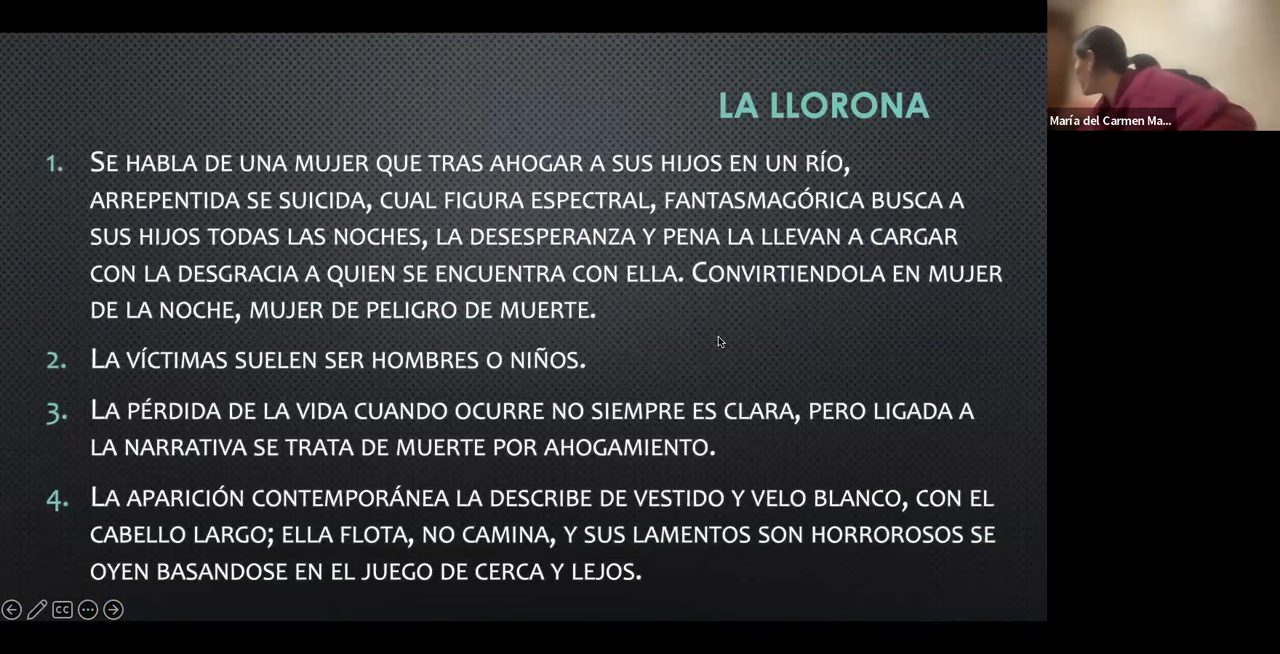 LA LLORONA
María del Carmen Ma...
1. SE HABLA DE UNA MUJER QUE TRAS AHOGAR A SUS HIJOS EN UN RÍO,
ARREPENTIDA SE SUICIDA, CUAL FIGURA ESPECTRAL, FANTASMAGÓRICA BUSCA A
SUS HIJOS TODAS LAS NOCHES, LA DESESPERANZA Y PENA LA LLEVAN A CARGAR
CON LA DESGRACIA A QUIEN SE ENCUENTRA CON ELLA. CONVIRTIENDOLA EN MUJER
DE LA NOCHE, MUJER DE PELIGRO DE MUERTE.
2. LA VÍCTIMAS SUELEN SER HOMBRES O NIÑOS.
3. LA PÉRDIDA DE LA VIDA CUANDO OCURRE NO SIEMPRE ES CLARA, PERO LIGADA A
LA NARRATIVA SE TRATA DE MUERTE POR AHOGAMIENTO.
4. LA APARICIÓN CONTEMPORÁNEA LA DESCRIBE DE VESTIDO Y VELO BLANCO, CON EL
CABELLO LARGO; ELLA FLOTA, NO CAMINA, Y SUS LAMENTOS SON HORROROSOS SE
OYEN BASANDOSE EN EL JUEGO DE CERCA Y LEJOS.
CC